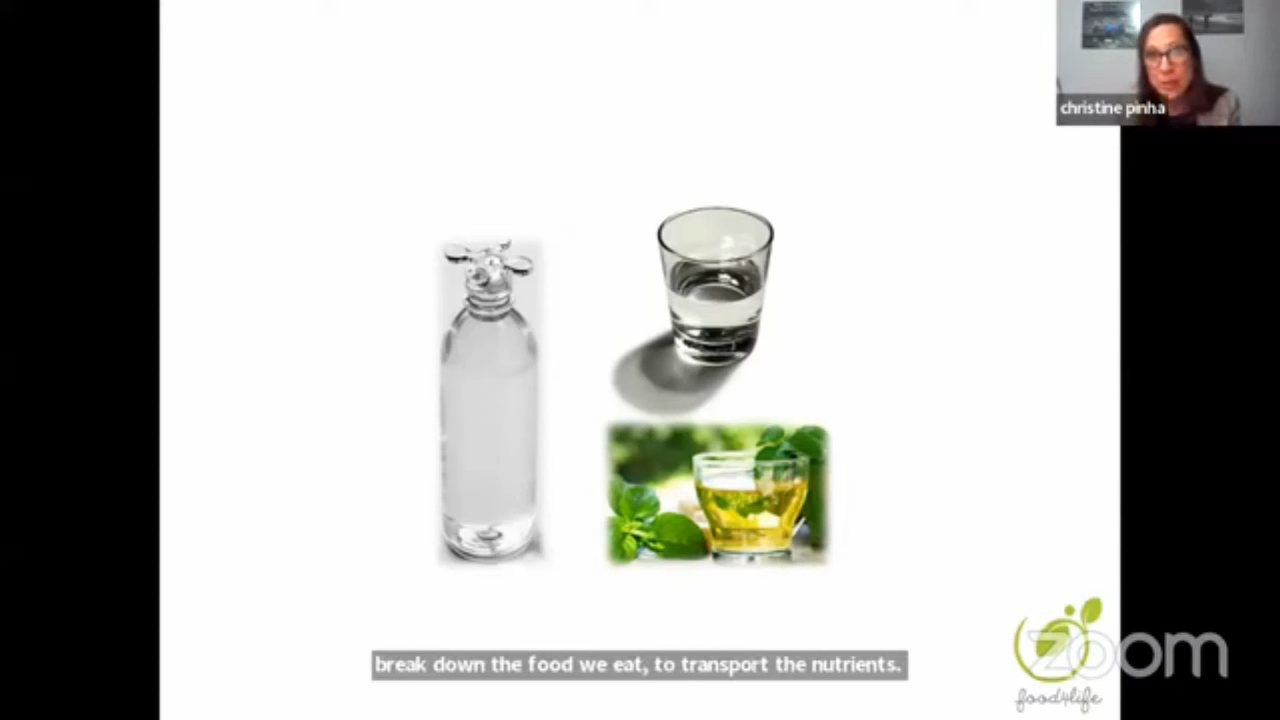 christine pinha
break down the food we eat, to transport the nutrients.
zoom
food4life